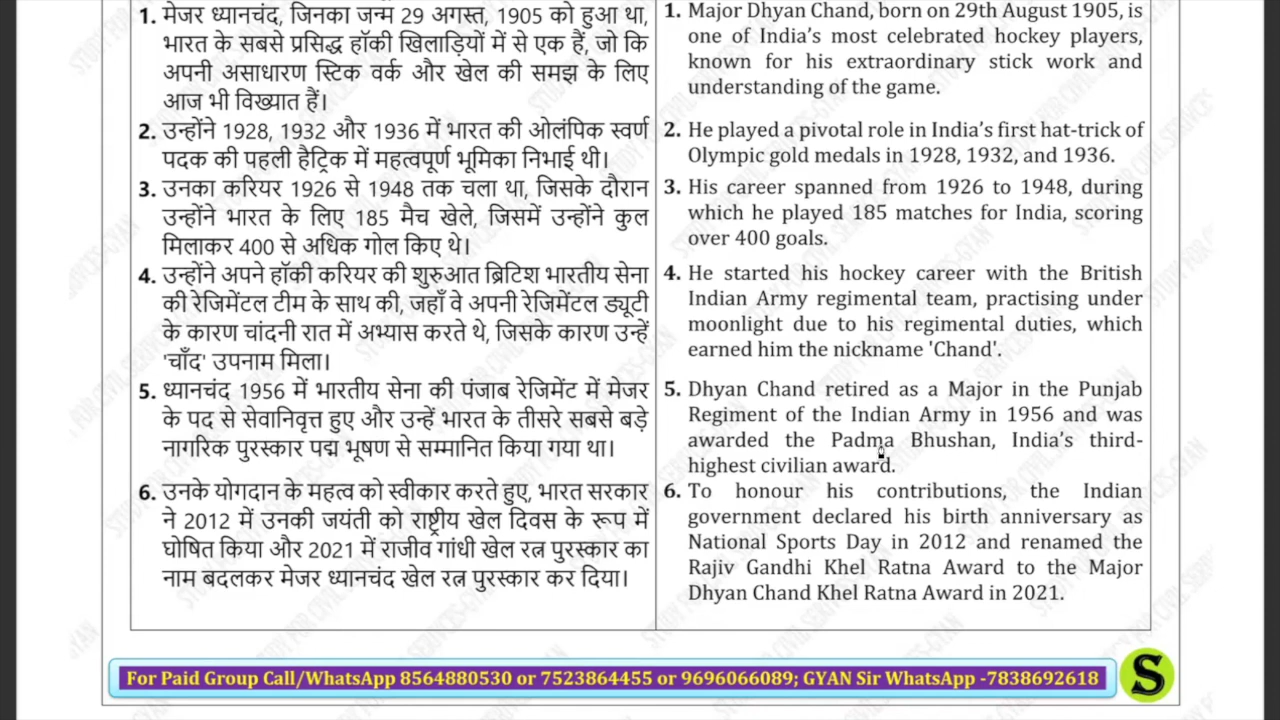 1. मेजर ध्यानचंद, जिनका जन्म 29 अगस्त, 1905 को हुआ था,
भारत के सबसे प्रसिद्ध हॉकी खिलाड़ियों में से एक हैं, जो कि
अपनी असाधारण स्टिक वर्क और खेल की समझ के लिए
आज भी विख्यात हैं।
2. उन्होंने 1928, 1932 और 1936 में भारत की ओलंपिक स्वर्ण
पदक की पहली हैट्रिक में महत्वपूर्ण भूमिका निभाई थी।
3. उनका करियर 1926 से 1948 तक चला था, जिसके दौरान
उन्होंने भारत के लिए 185 मैच खेले, जिसमें उन्होंने कुल
मिलाकर 400 से अधिक गोल किए थे।
4. उन्होंने अपने हॉकी करियर की शुरुआत ब्रिटिश भारतीय सेना
की रेजिमेंटल टीम के साथ की, जहाँ वे अपनी रेजिमेंटल ड्यूटी
के कारण चांदनी रात में अभ्यास करते थे, जिसके कारण उन्हें
'चाँद' उपनाम मिला।
5. ध्यानचंद 1956 में भारतीय सेना की पंजाब रेजिमेंट में मेजर
के पद से सेवानिवृत्त हुए और उन्हें भारत के तीसरे सबसे बड़े
नागरिक पुरस्कार पद्म भूषण से सम्मानित किया गया था।
6. उनके योगदान के महत्व को स्वीकार करते हुए, भारत सरकार
ने 2012 में उनकी जयंती को राष्ट्रीय खेल दिवस के रूप में
घोषित किया और 2021 में राजीव गांधी खेल रत्न पुरस्कार का
नाम बदलकर मेजर ध्यानचंद खेल रत्न पुरस्कार कर दिया।
1. Major Dhyan Chand, born on 29th August 1905, is
one of India's most celebrated hockey players,
known for his extraordinary stick work and
understanding of the game.
2. He played a pivotal role in India's first hat-trick of
Olympic gold medals in 1928, 1932, and 1936.
3. His career spanned from 1926 to 1948, during
which he played 185 matches for India, scoring
over 400 goals.
4. He started his hockey career with the British
Indian Army regimental team, practising under
moonlight due to his regimental duties, which
earned him the nickname 'Chand'.
5. Dhyan Chand retired as a Major in the Punjab
Regiment of the Indian Army in 1956 and was
awarded the Padma Bhushan, India's third-
highest civilian award.
6. To honour his contributions, the Indian
government declared his birth anniversary as
National Sports Day in 2012 and renamed the
Rajiv Gandhi Khel Ratna Award to the Major
Dhyan Chand Khel Ratna Award in 2021.
For Paid Group Call/WhatsApp 8564880530 or 7523864455 or 9696066089; GYAN Sir WhatsApp -7838692618
S